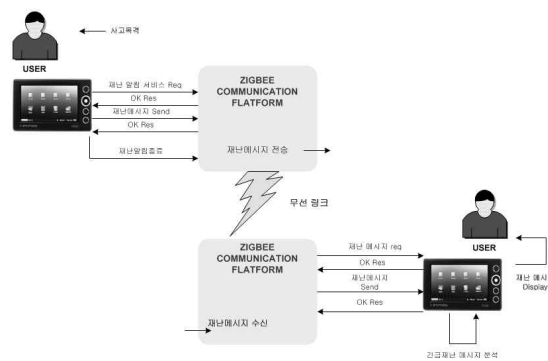 사고목격
USER
재난 알림 서비스 Req
OK Res
재난메시지 Send
OK Res
재난알림종료
ZIGBEE
COMMUNICATION
FLATFORM
재난메시지 전송
무선 링크
ZIGBEE
COMMUNICATION
FLATFORM
재난메시지 수신
재난 메시지 req
OK Res
재난메시지
Send
OK Res
USER
재난 메시
Display
긴급재난 메시지 분석